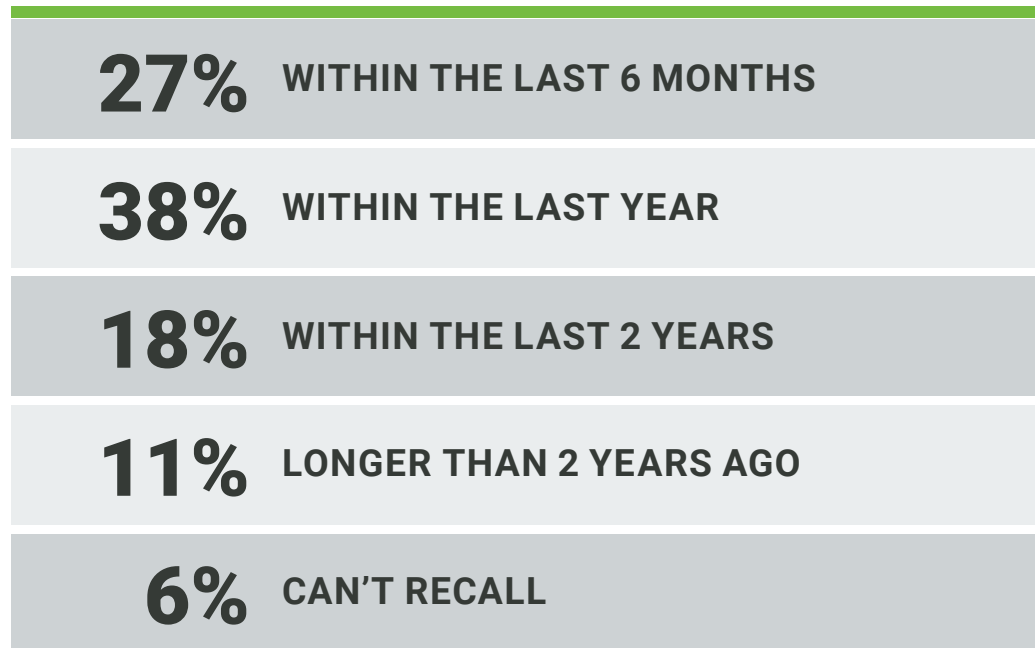 27% WITHIN THE LAST 6 MONTHS
38% WITHIN THE LAST YEAR
18% WITHIN THE LAST 2 YEARS
11% LONGER THAN 2 YEARS AGO
6% CAN’T RECALL